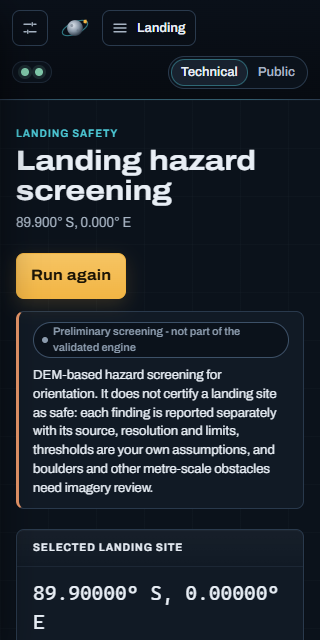 Landing
Technical
Public
LANDING SAFETY
Landing hazard
screening
89.900° S, 0.000° E
Run again
Preliminary screening - not part of the
validated engine
DEM-based hazard screening for
orientation. It does not certify a landing site
as safe: each finding is reported separately
with its source, resolution and limits,
thresholds are your own assumptions, and
boulders and other metre-scale obstacles
need imagery review.
SELECTED LANDING SITE
89.90000° S, 0.00000°
E